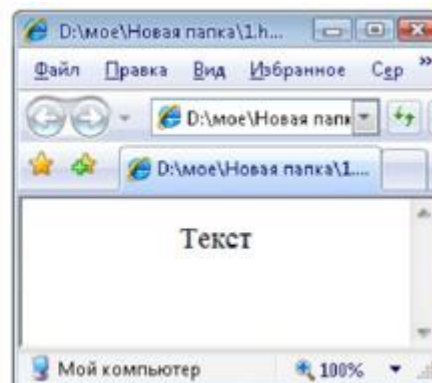 D:\мое\Новая папка\1.h...
Файл Правка Вид Избранное Сер »
D:\мое\Новая папк
D:\мое\Новая папка\1....
Текст
Мой компьютер 100%